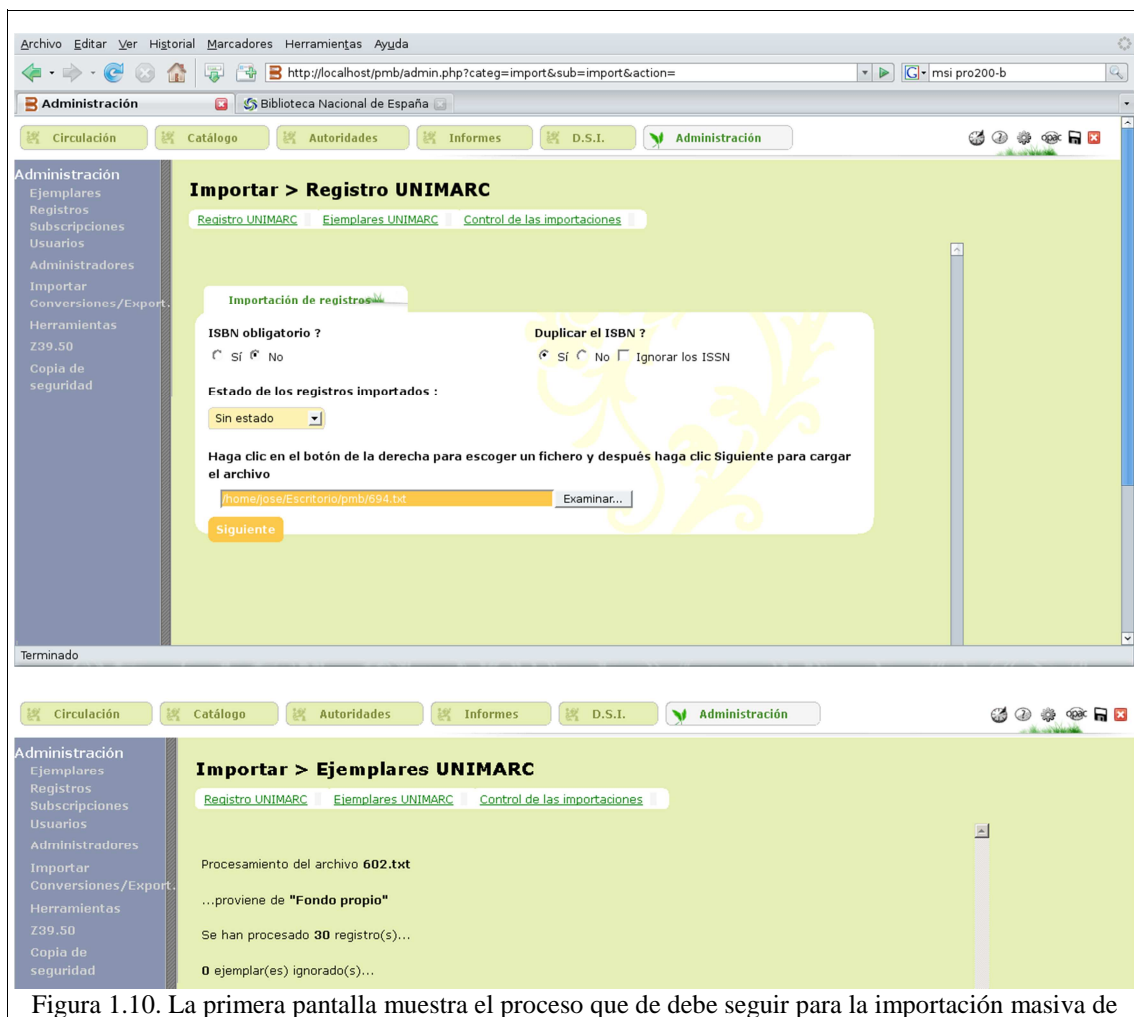 Archivo Editar Ver Historial Marcadores Herramientas Ayuda
http://localhost/pmb/admin.php?categ=import&sub=import&action= G msi pro200-b
Administración Biblioteca Nacional de España
Circulación Catálogo Autoridades Informes D.S.I. Administración opac
Administración
Ejemplares
Registros
Subscripciones
Usuarios
Administradores
Importar
Conversiones/Export.
Herramientas
Z39.50
Copia de
seguridad
Importar > Registro UNIMARC
Registro UNIMARC Ejemplares UNIMARC Control de las importaciones
Importación de registros
ISBN obligatorio ? Duplicar el ISBN ?
Sí No Sí No Ignorar los ISSN
Estado de los registros importados :
Sin estado
Haga clic en el botón de la derecha para escoger un fichero y después haga clic Siguiente para cargar
el archivo
/home/jose/Escritorio/pmb/694.txt Examinar...
Siguiente
Terminado
Circulación Catálogo Autoridades Informes D.S.I. Administración opac
Administración
Ejemplares
Registros
Subscripciones
Usuarios
Administradores
Importar
Conversiones/Export.
Herramientas
Z39.50
Copia de
seguridad
Importar > Ejemplares UNIMARC
Registro UNIMARC Ejemplares UNIMARC Control de las importaciones
Procesamiento del archivo 602.txt
...proviene de "Fondo propio"
Se han procesado 30 registro(s)...
0 ejemplar(es) ignorado(s)...
Figura 1.10. La primera pantalla muestra el proceso que de debe seguir para la importación masiva de